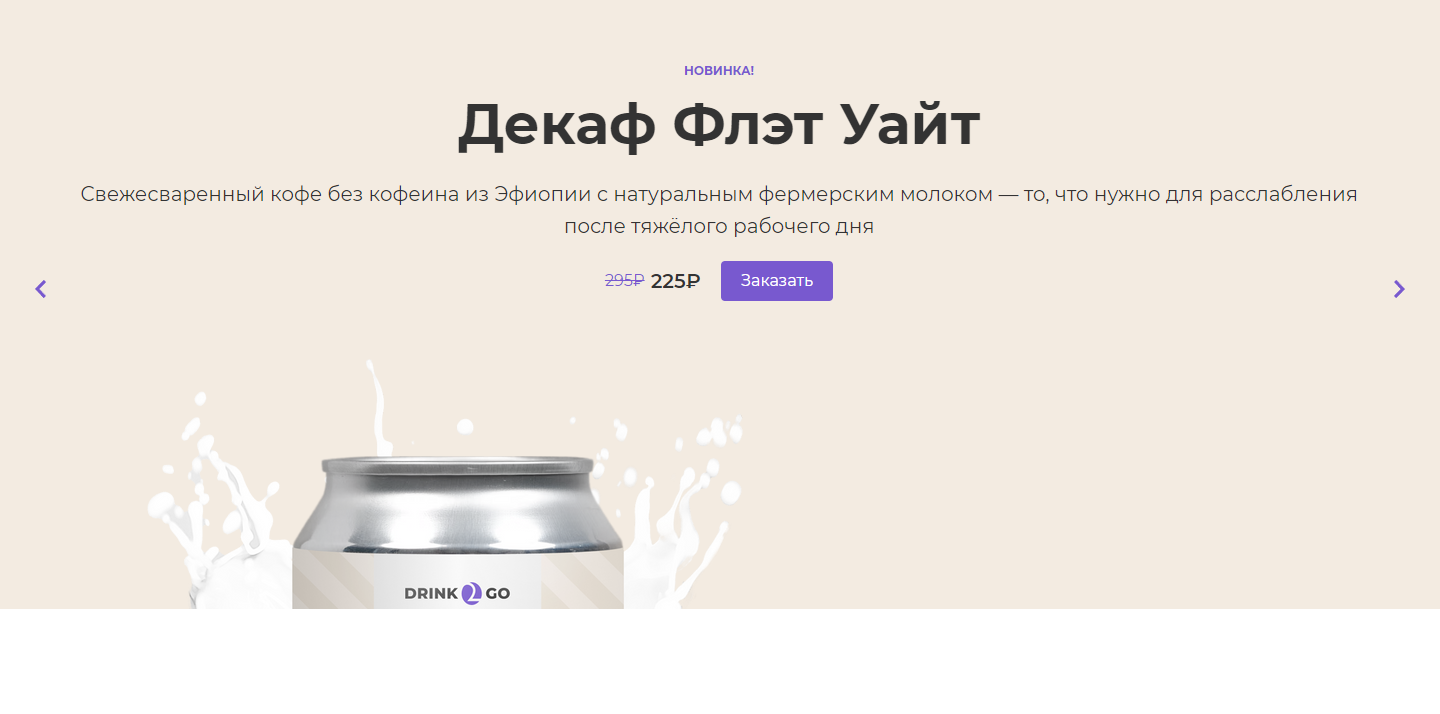 НОВИНКА!
Декаф Флэт Уайт
Свежесваренный кофе без кофеина из Эфиопии с натуральным фермерским молоком — то, что нужно для расслабления
после тяжёлого рабочего дня
295₽ 225₽ Заказать
DRINK 2 GO